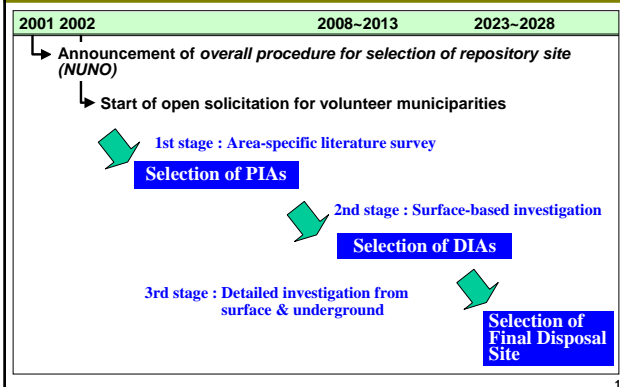 2001 2002 2008~2013 2023~2028
Announcement of overall procedure for selection of repository site
(NUNO)
Start of open solicitation for volunteer municiparities
1st stage : Area-specific literature survey
Selection of PIAs
2nd stage : Surface-based investigation
Selection of DIAs
3rd stage : Detailed investigation from
surface & underground
Selection of
Final Disposal
Site